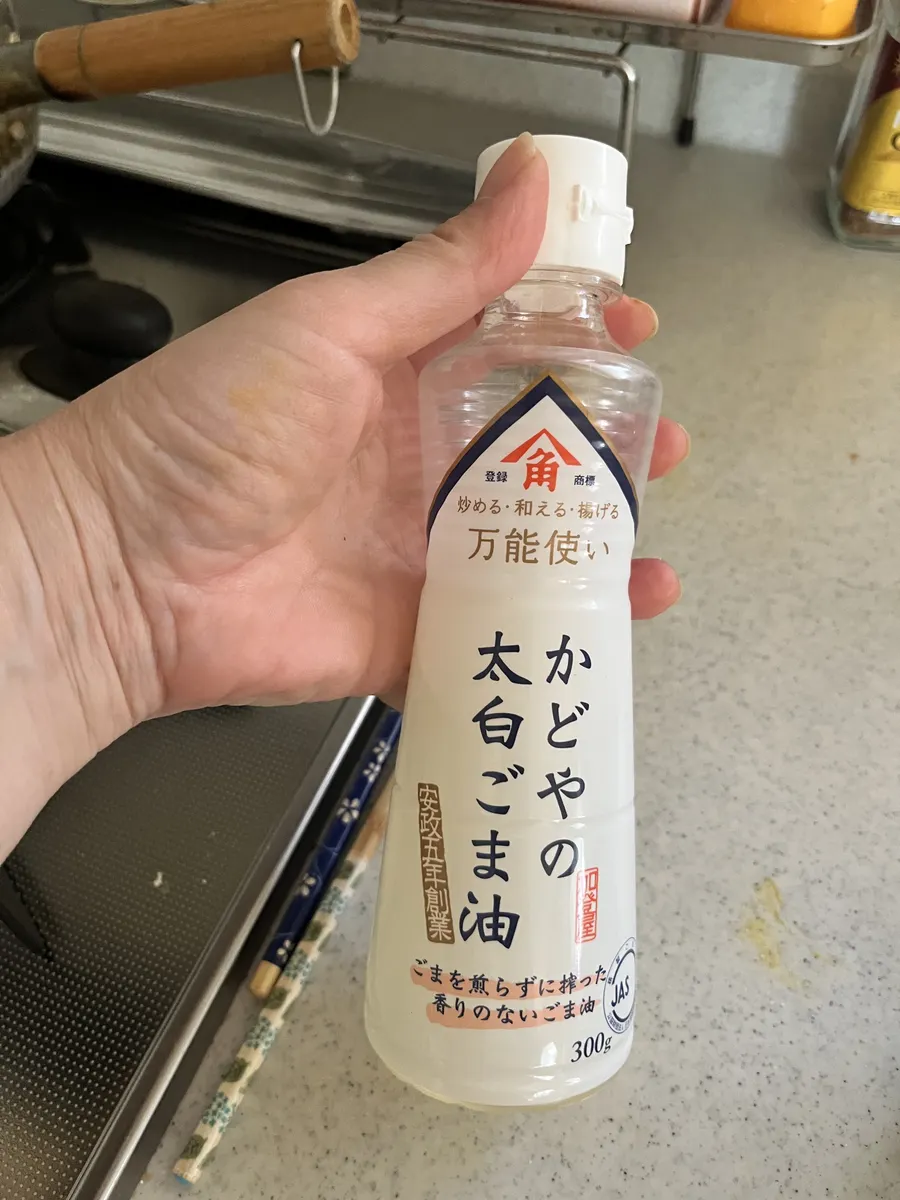 角
登録
商標
炒める・和える・揚げる
万能使い
かどやの
太白ごま油
加登屋
安政五年創業
ごまを煎らずに搾った
香りのないごま油
JAS
300g